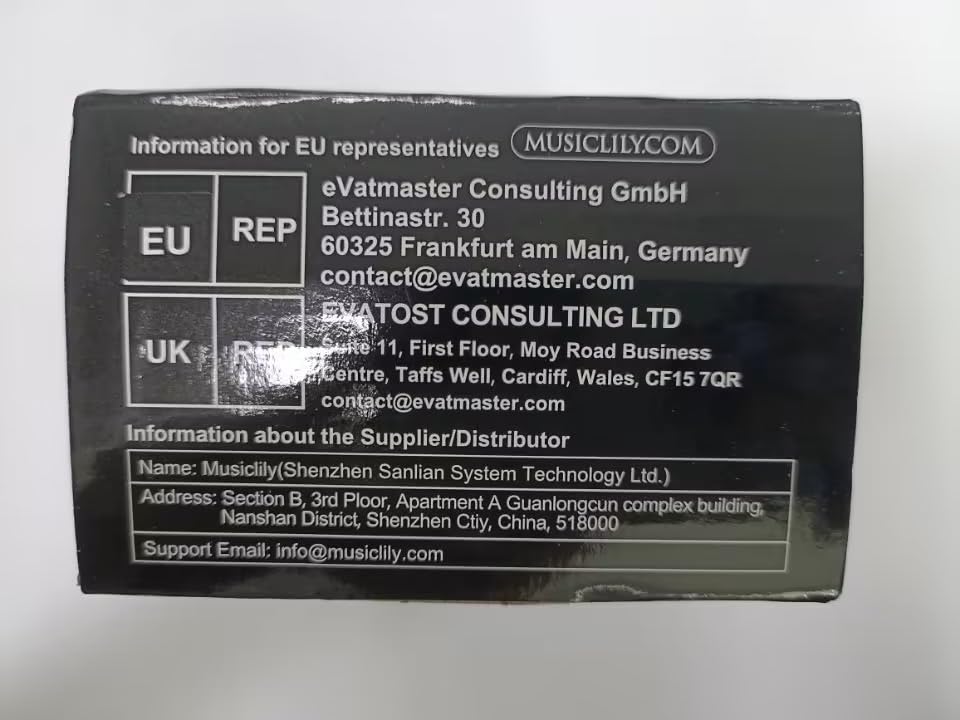 Information for EU representatives MUSICLILY.COM
EU REP
eVatmaster Consulting GmbH
Bettinastr. 30
60325 Frankfurt am Main, Germany
contact@evatmaster.com
UK REP
EVATOST CONSULTING LTD
Suite 11, First Floor, Moy Road Business
Centre, Taffs Well, Cardiff, Wales, CF15 7QR
contact@evatmaster.com
Information about the Supplier/Distributor
Name: Musiclily(Shenzhen Sanlian System Technology Ltd.)
Address: Section B, 3rd Ploor, Apartment A Guanlongcun complex building,
Nanshan District, Shenzhen Ctiy, China, 518000
Support Email: info@musiclily.com